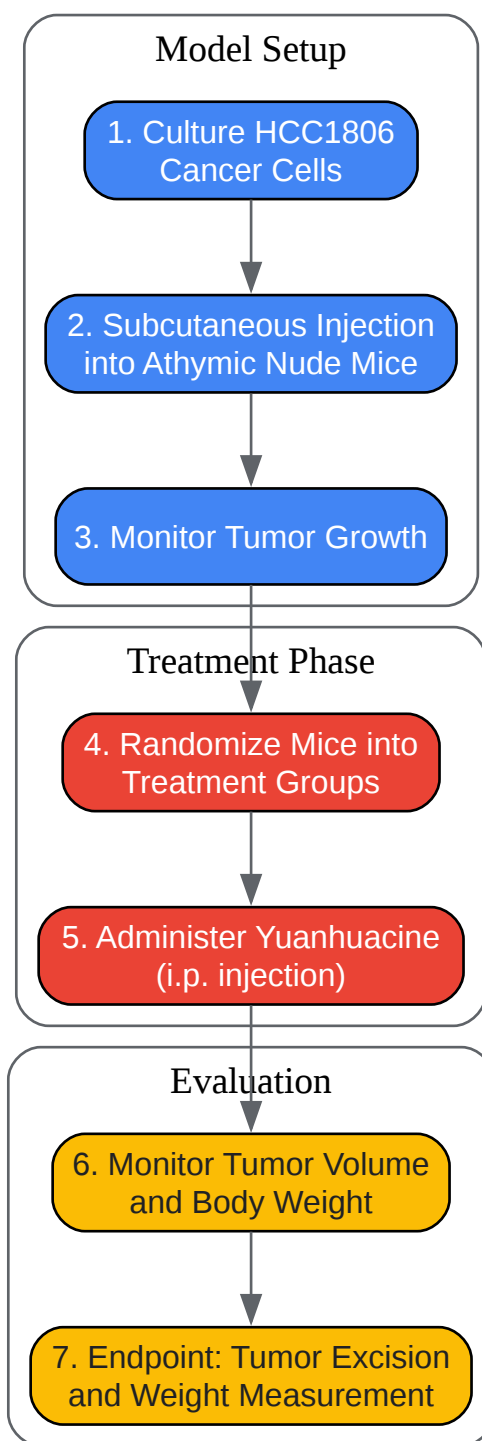 Model Setup
1. Culture HCC1806
Cancer Cells
2. Subcutaneous Injection
into Athymic Nude Mice
3. Monitor Tumor Growth
Treatment Phase
4. Randomize Mice into
Treatment Groups
5. Administer Yuanhuacine
(i.p. injection)
Evaluation
6. Monitor Tumor Volume
and Body Weight
7. Endpoint: Tumor Excision
and Weight Measurement